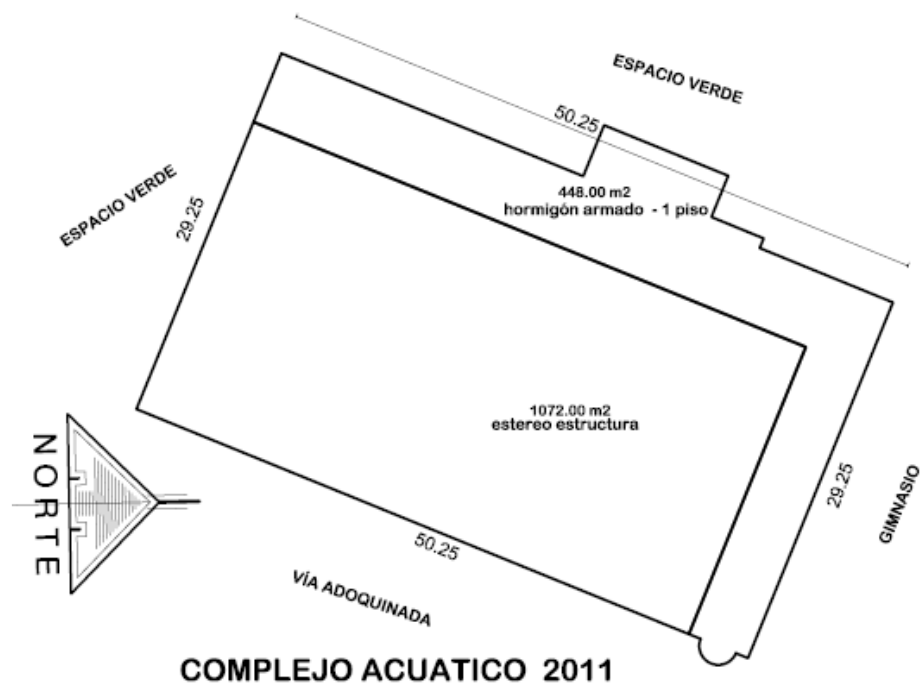 ESPACIO VERDE
50.25
448.00 m2
hormigón armado - 1 piso
ESPACIO VERDE
29.25
1072.00 m2
estereo estructura
29.25
GIMNASIO
NORTE
50.25
VÍA ADOQUINADA
COMPLEJO ACUATICO 2011